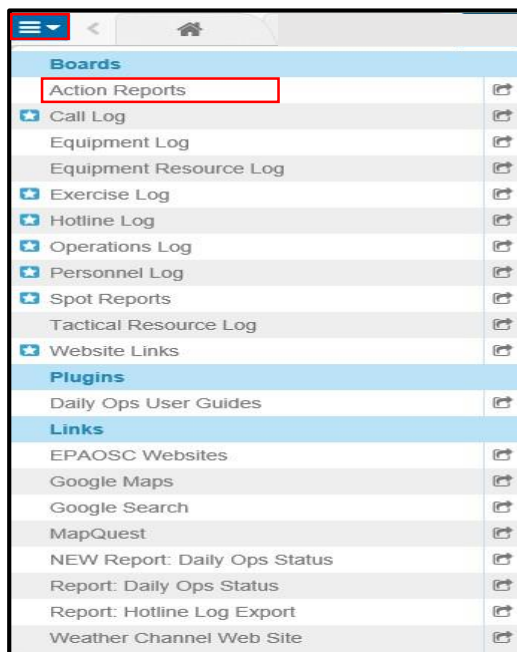 Boards
Action Reports
Call Log
Equipment Log
Equipment Resource Log
Exercise Log
Hotline Log
Operations Log
Personnel Log
Spot Reports
Tactical Resource Log
Website Links
Plugins
Daily Ops User Guides
Links
EPAOSC Websites
Google Maps
Google Search
MapQuest
NEW Report: Daily Ops Status
Report: Daily Ops Status
Report: Hotline Log Export
Weather Channel Web Site